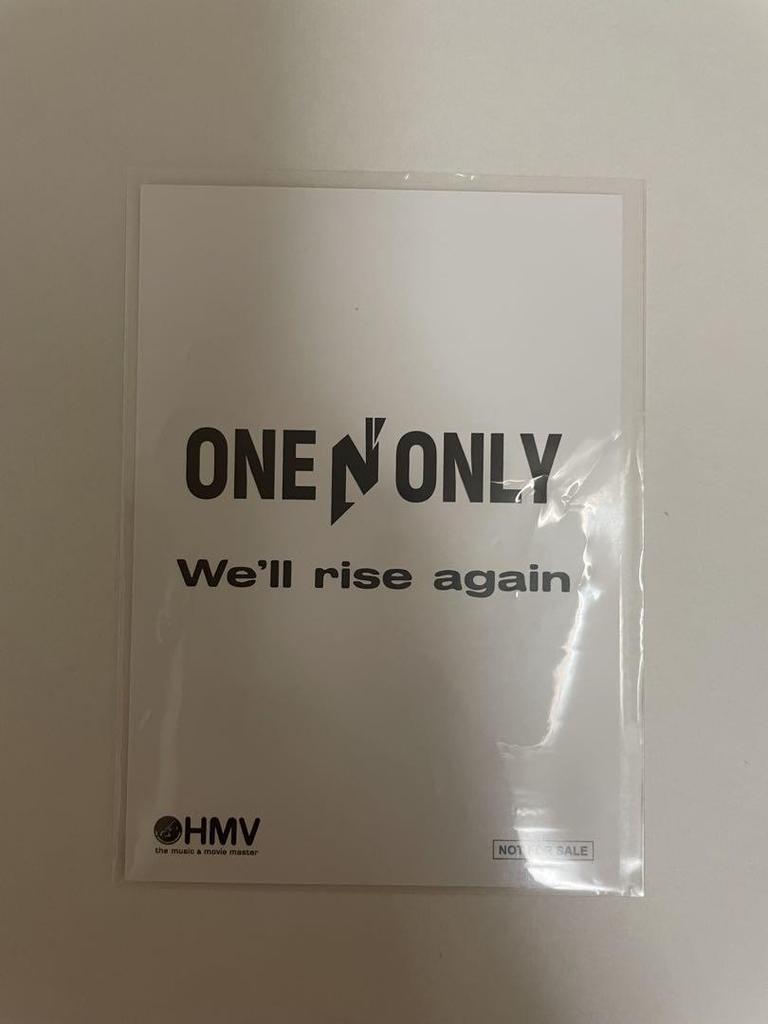 ONE N' ONLY
We'll rise again
HMV
the music & movie master
NOT FOR SALE